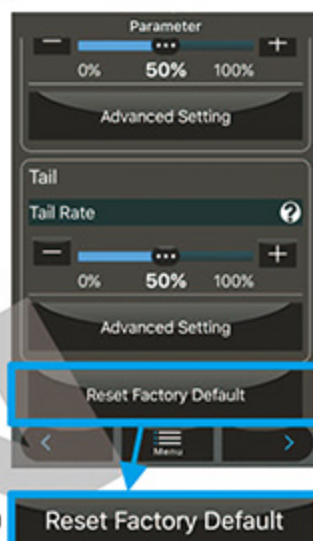 Parameter
0% 50% 100%
Advanced Setting
Tail
Tail Rate ?
0% 50% 100%
Advanced Setting
Reset Factory Default
Menu
Reset Factory Default